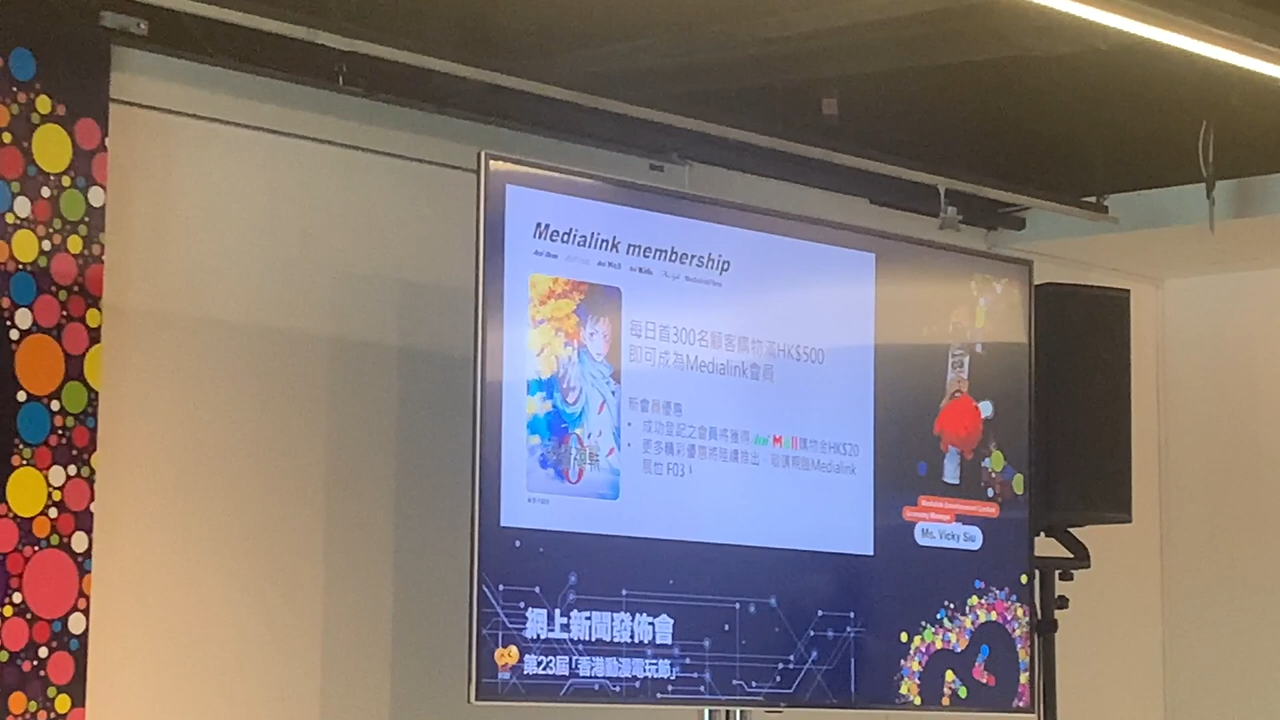 Medialink membership
每日首300名顧客購物滿HK$500
即可成為Medialink會員
新會員優惠
• 成功登記之會員將獲得 Ani Mall購物金HK$20
• 更多精彩優惠將陸續推出，敬請親臨Medialink
展位 F03！
Medialink Entertainment Limited
Ms. Vicky Siu
網上新聞發佈會
第23屆「香港動漫電玩節」